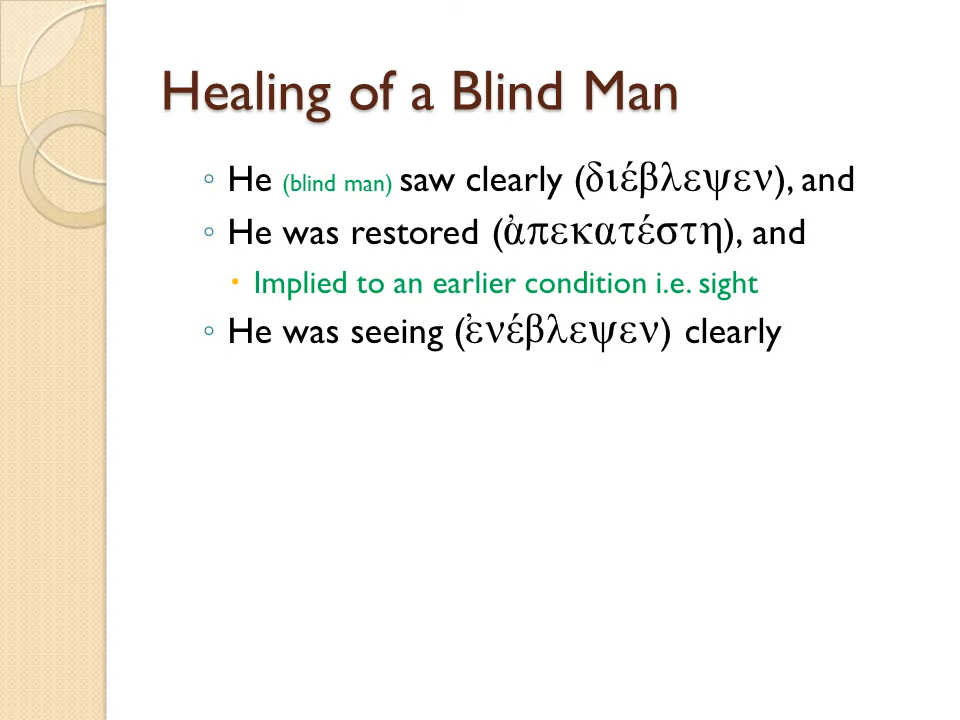 Healing of a Blind Man
◦ He (blind man) saw clearly (διέβλεψεν), and
◦ He was restored (ἀπεκατέστη), and
• Implied to an earlier condition i.e. sight
◦ He was seeing (ἐνέβλεψεν) clearly